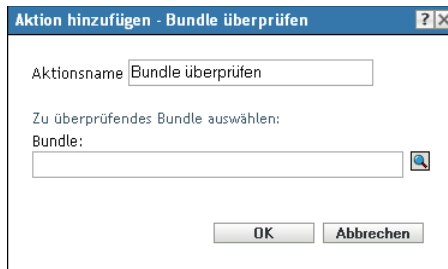 Aktion hinzufügen - Bundle überprüfen ? X
Aktionsname Bundle überprüfen
Zu überprüfendes Bundle auswählen:
Bundle:
OK Abbrechen